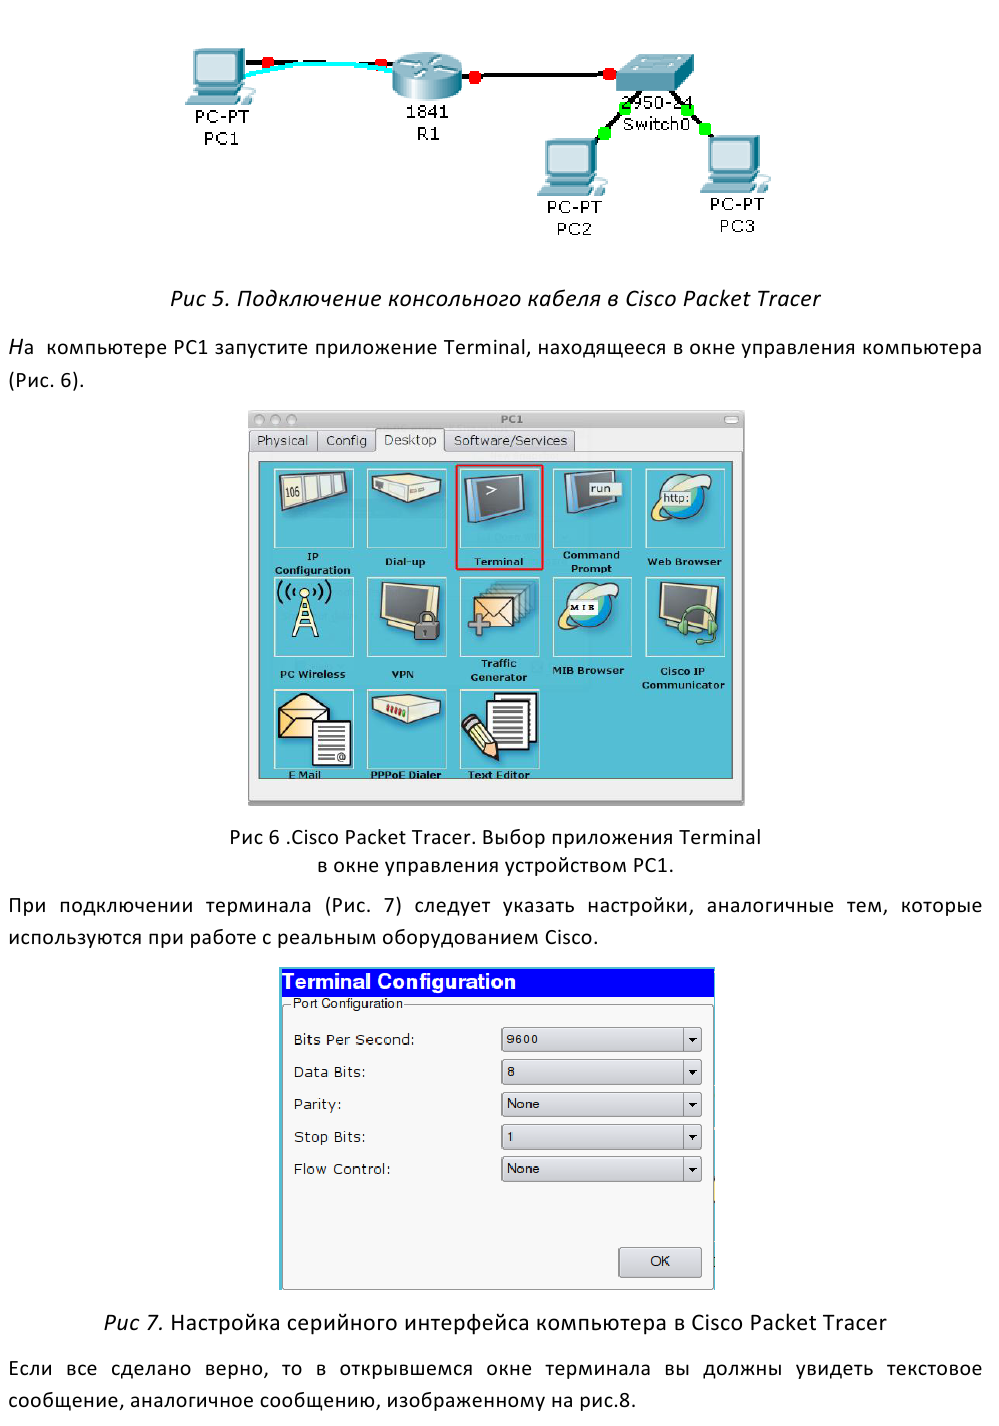 PC-PT
PC1
1841
R1
2950-24
Switch0
PC-PT
PC2
PC-PT
PC3
Рис 5. Подключение консольного кабеля в Cisco Packet Tracer
На компьютере PC1 запустите приложение Terminal, находящееся в окне управления компьютера
(Рис. 6).
PC1
Physical Config Desktop Software/Services
106
>
run
http:
IP
Configuration
Dial-up
Terminal
Command
Prompt
Web Browser
MIB
PC Wireless
VPN
Traffic
Generator
MIB Browser
Cisco IP
Communicator
@
E Mail
PPPoE Dialer
Text Editor
Рис 6 .Cisco Packet Tracer. Выбор приложения Terminal
в окне управления устройством PC1.
При подключении терминала (Рис. 7) следует указать настройки, аналогичные тем, которые
используются при работе с реальным оборудованием Cisco.
Terminal Configuration
Port Configuration
Bits Per Second: 9600
Data Bits: 8
Parity: None
Stop Bits: 1
Flow Control: None
OK
Рис 7. Настройка серийного интерфейса компьютера в Cisco Packet Tracer
Если все сделано верно, то в открывшемся окне терминала вы должны увидеть текстовое
сообщение, аналогичное сообщению, изображенному на рис.8.